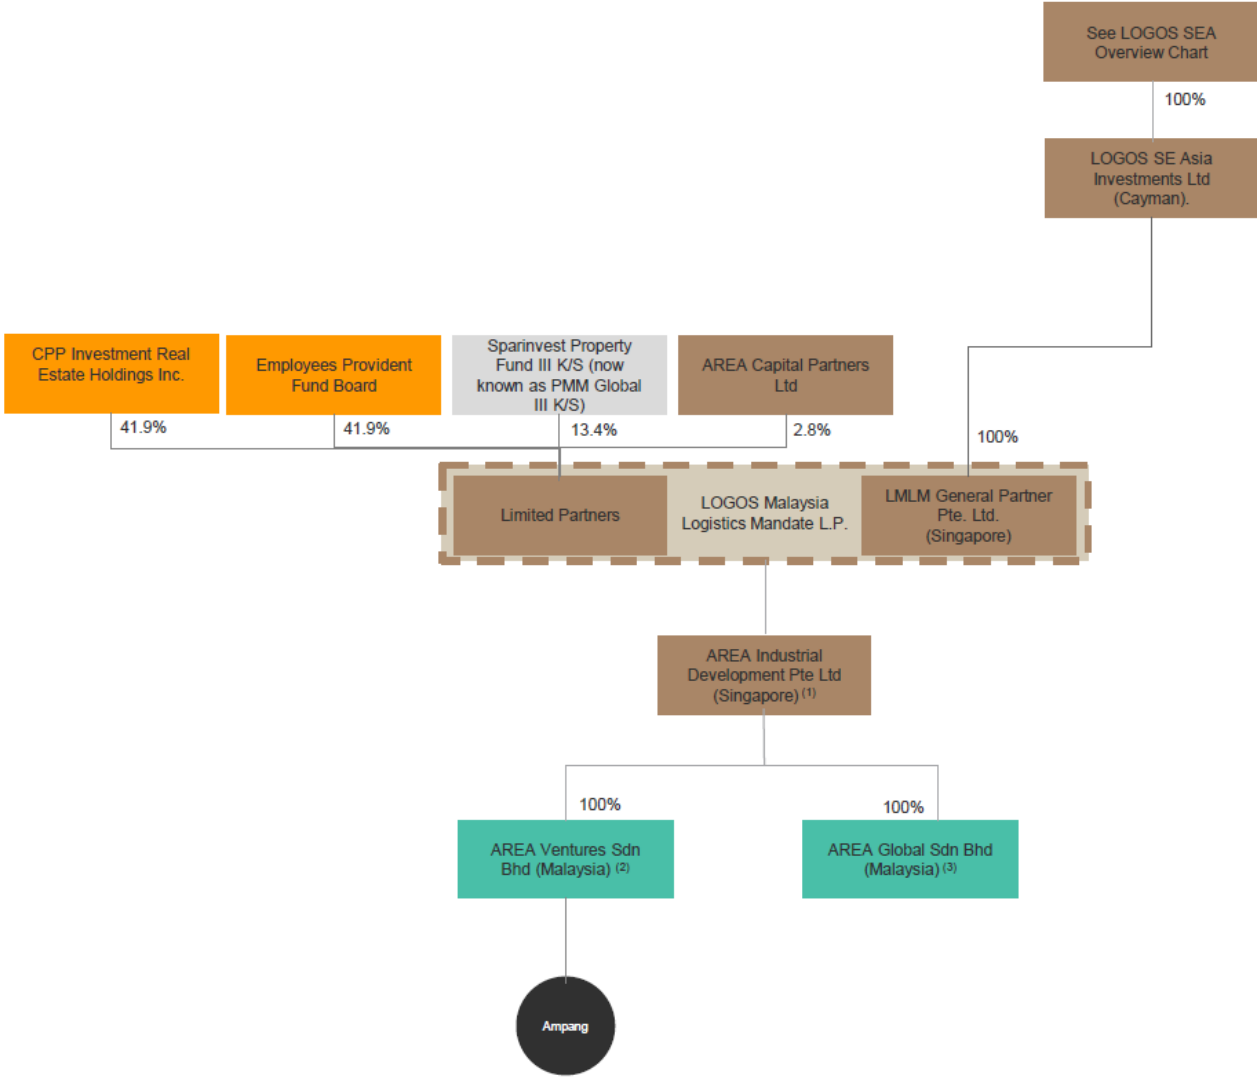 See LOGOS SEA
Overview Chart
100%
LOGOS SE Asia
Investments Ltd
(Cayman).
CPP Investment Real
Estate Holdings Inc.
Employees Provident
Fund Board
Sparinvest Property
Fund III K/S (now
known as PMM Global
III K/S)
AREA Capital Partners
Ltd
41.9%
41.9%
13.4%
2.8%
100%
Limited Partners
LOGOS Malaysia
Logistics Mandate L.P.
LMLM General Partner
Pte. Ltd.
(Singapore)
AREA Industrial
Development Pte Ltd
(Singapore) (1)
100%
100%
AREA Ventures Sdn
Bhd (Malaysia) (2)
AREA Global Sdn Bhd
(Malaysia) (3)
Ampang